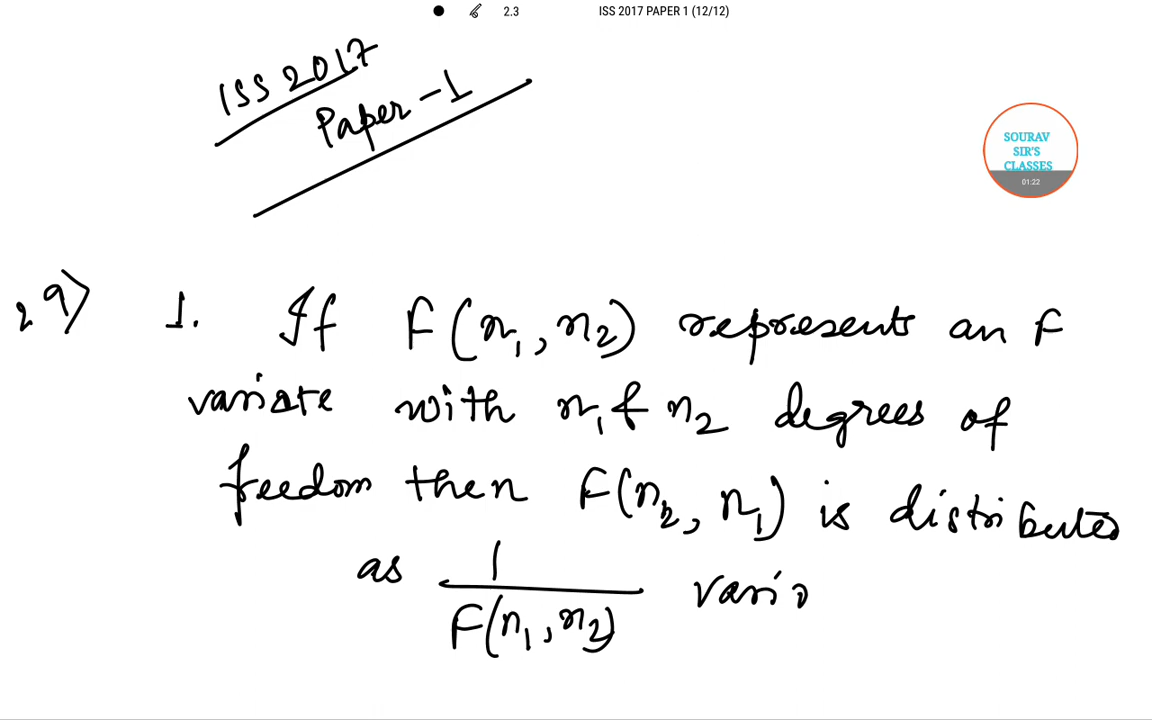 2.3 ISS 2017 PAPER 1 (12/12)
ISS 2017
Paper - 1
SOURAV
SIR'S
CLASSES
01:22
29) 1. If F(n₁, n₂) represents an F
variate with n₁ & n₂ degrees of
freedom then F(n₂, n₁) is distributed
as 1/F(n₁, n₂) vari